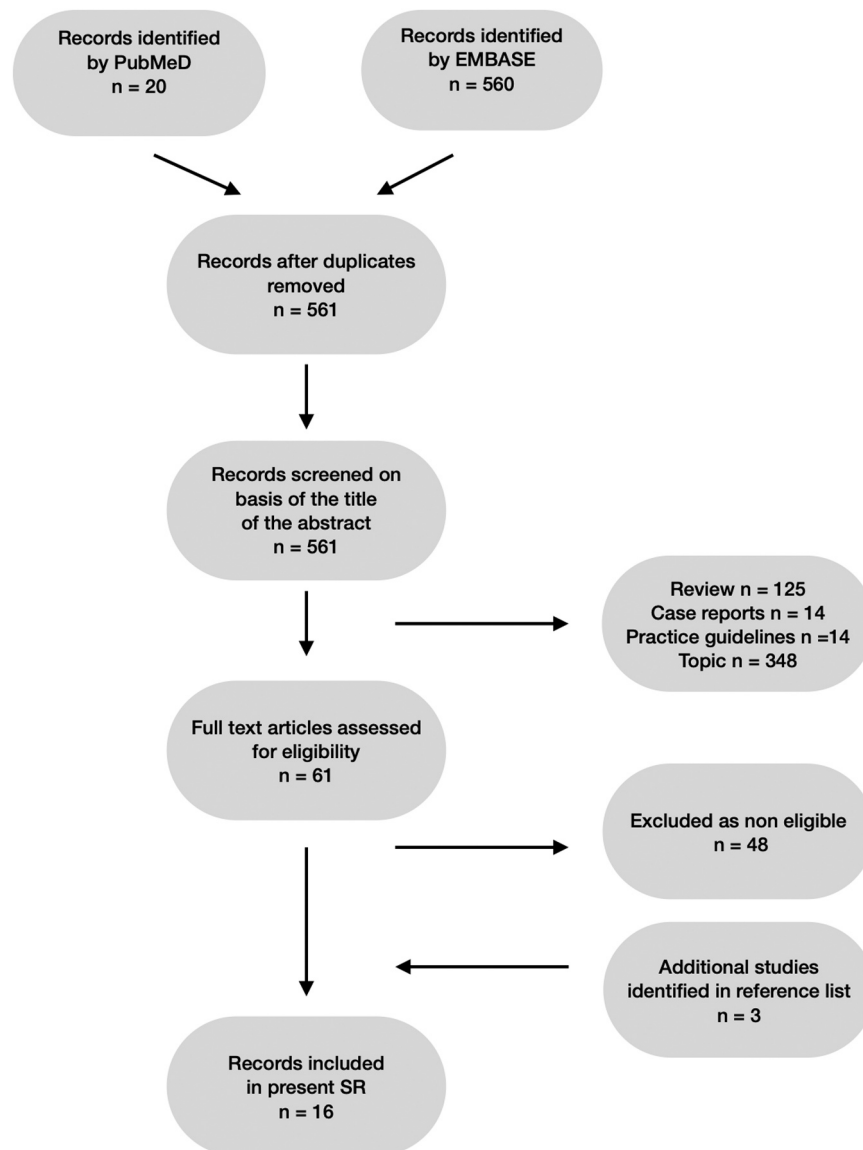 Records identified
by PubMeD
n = 20
Records identified
by EMBASE
n = 560
Records after duplicates
removed
n = 561
Records screened on
basis of the title
of the abstract
n = 561
Review n = 125
Case reports n = 14
Practice guidelines n =14
Topic n = 348
Full text articles assessed
for eligibility
n = 61
Excluded as non eligible
n = 48
Additional studies
identified in reference list
n = 3
Records included
in present SR
n = 16